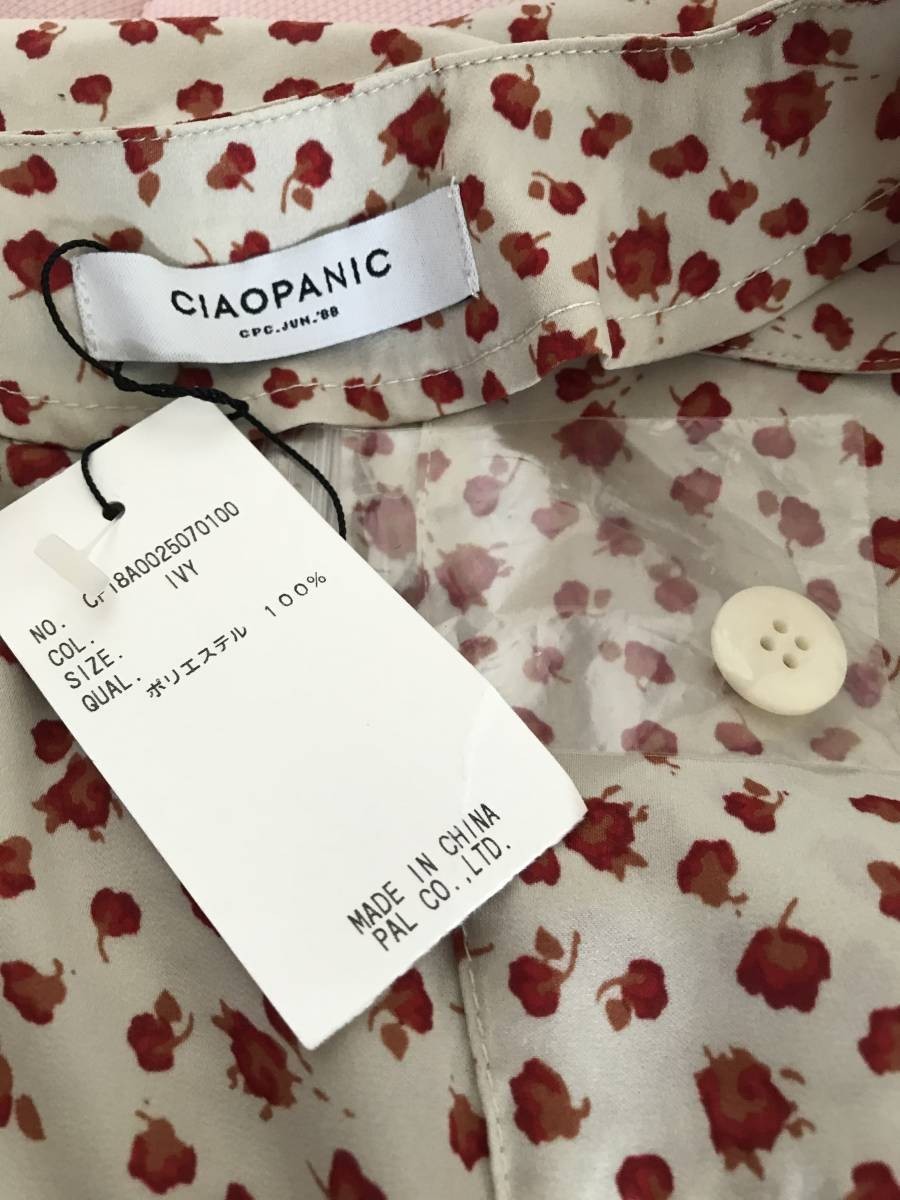 CIAOPANIC
CPC.JUN.'88
NO. CF18A0025070100
COL. IVY
SIZE.
QUAL. ポリエステル 100%
MADE IN CHINA
PAL CO.,LTD.